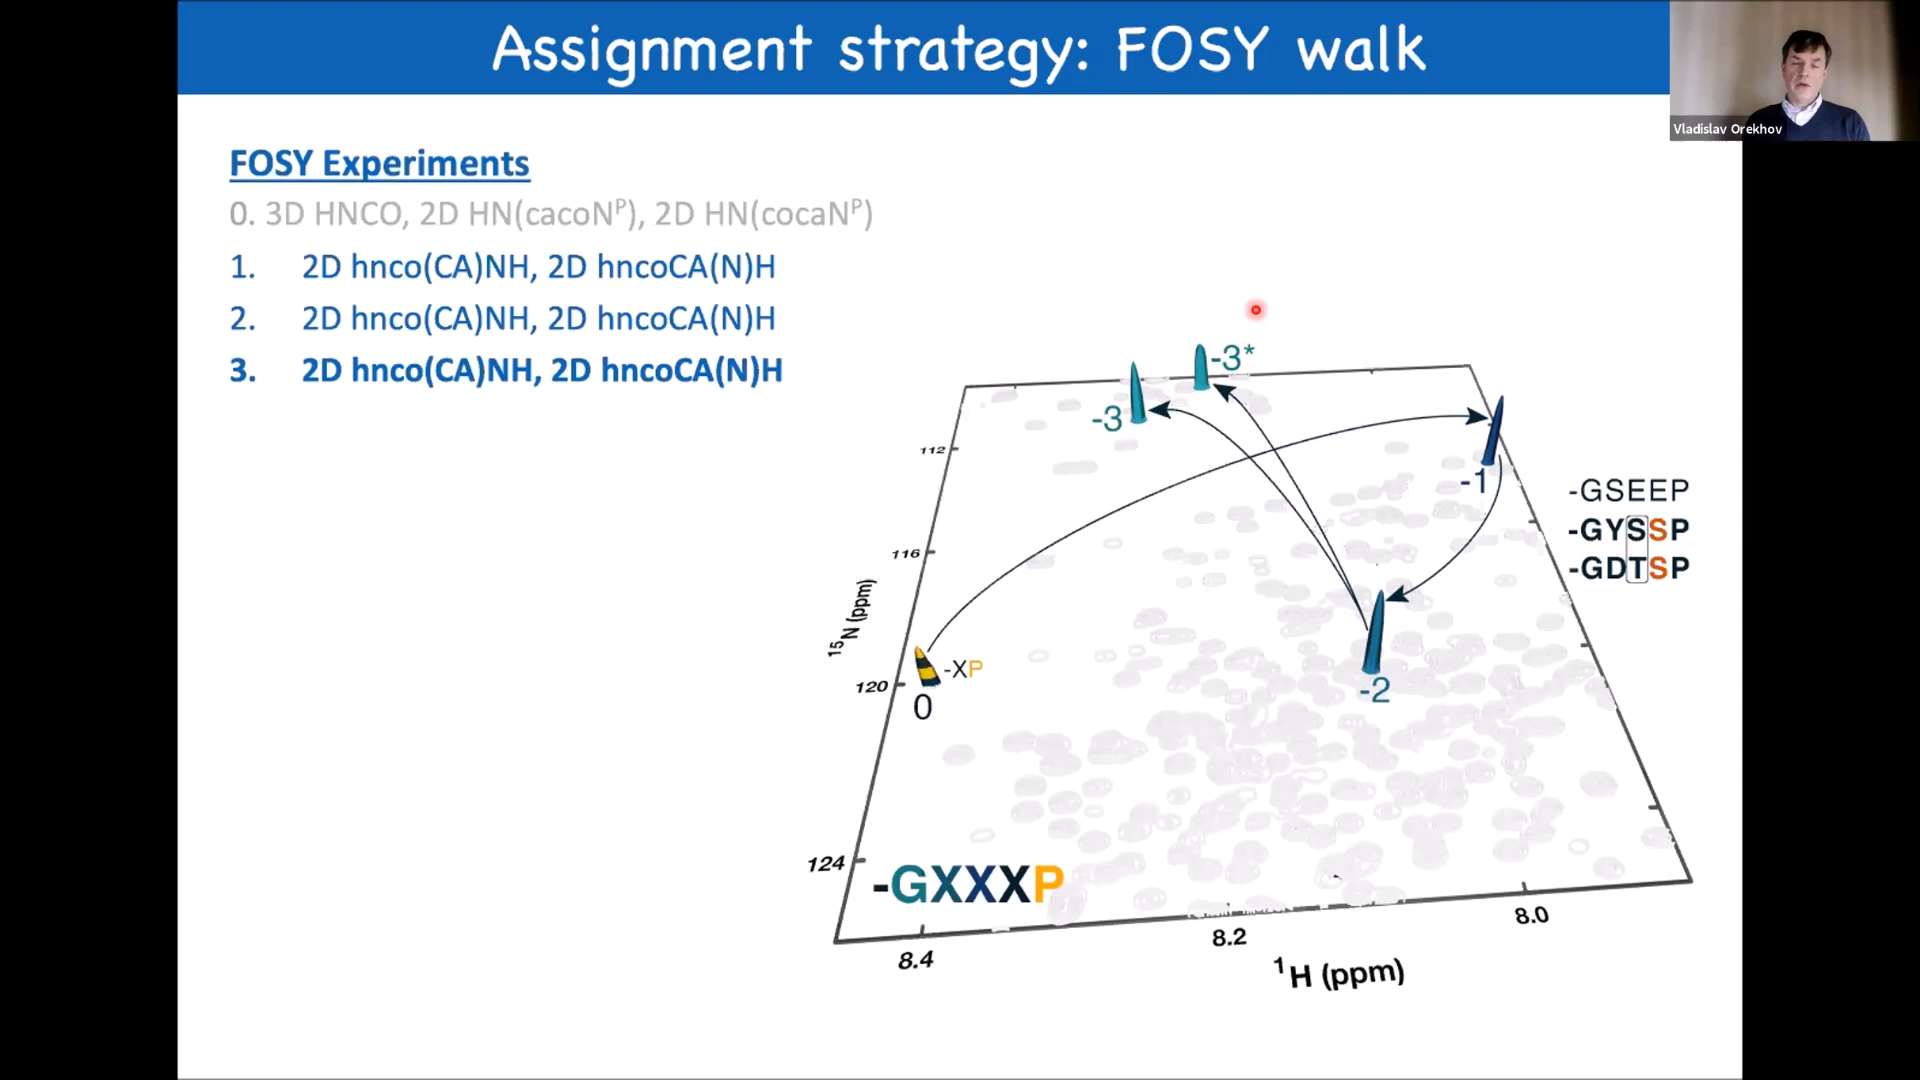 Assignment strategy: FOSY walk
Vladislav Orekhov
FOSY Experiments
0. 3D HNCO, 2D HN(cacoNᴾ), 2D HN(cocaNᴾ)
1. 2D hnco(CA)NH, 2D hncoCA(N)H
2. 2D hnco(CA)NH, 2D hncoCA(N)H
3. 2D hnco(CA)NH, 2D hncoCA(N)H
-3*
-3
112
-1
-GSEEP
-GYSSP
-GDTSP
116
¹⁵N (ppm)
-XP
120
0
-2
124
-GXXXP
8.4
8.2
8.0
¹H (ppm)